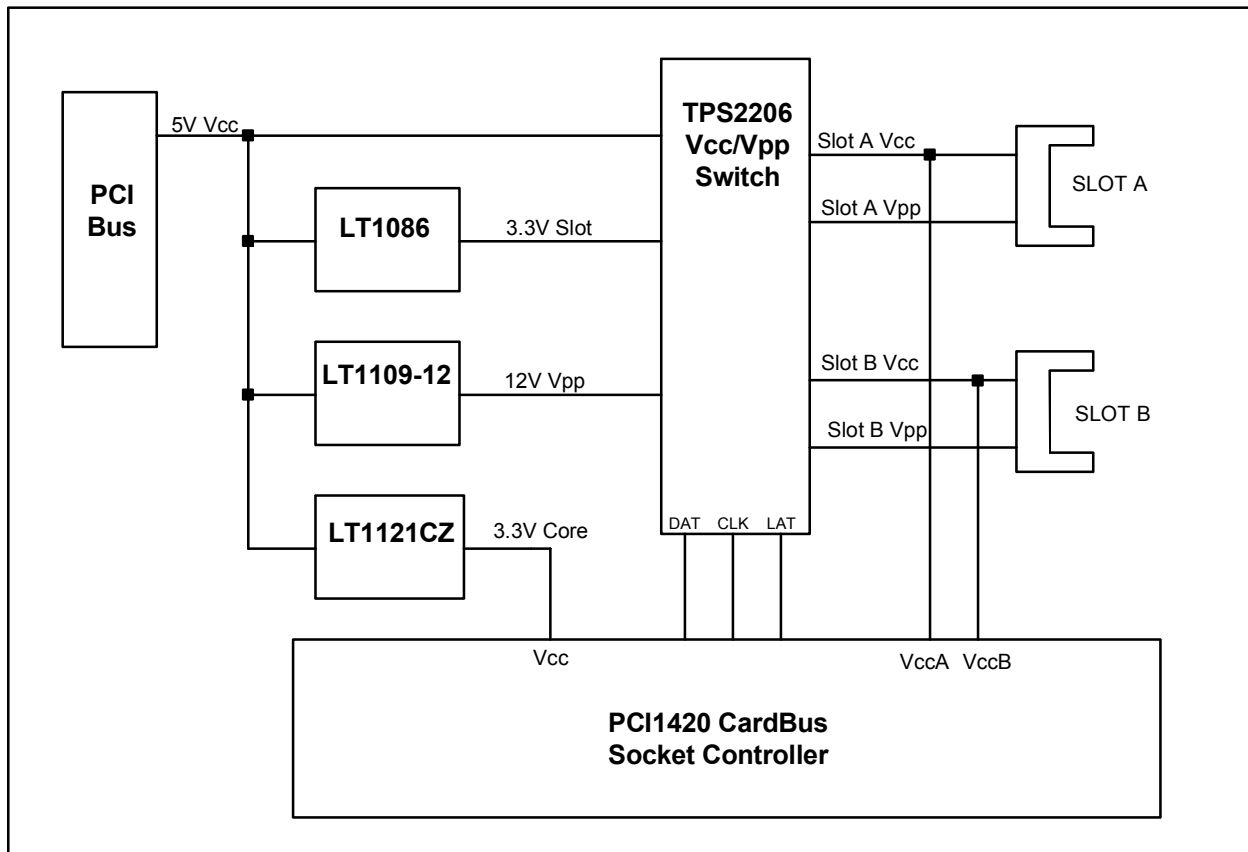 PCI
Bus
5V Vcc
LT1086
3.3V Slot
LT1109-12
12V Vpp
LT1121CZ
3.3V Core
TPS2206
Vcc/Vpp
Switch
DAT CLK LAT
Slot A Vcc
Slot A Vpp
SLOT A
Slot B Vcc
Slot B Vpp
SLOT B
Vcc
VccA VccB
PCI1420 CardBus
Socket Controller